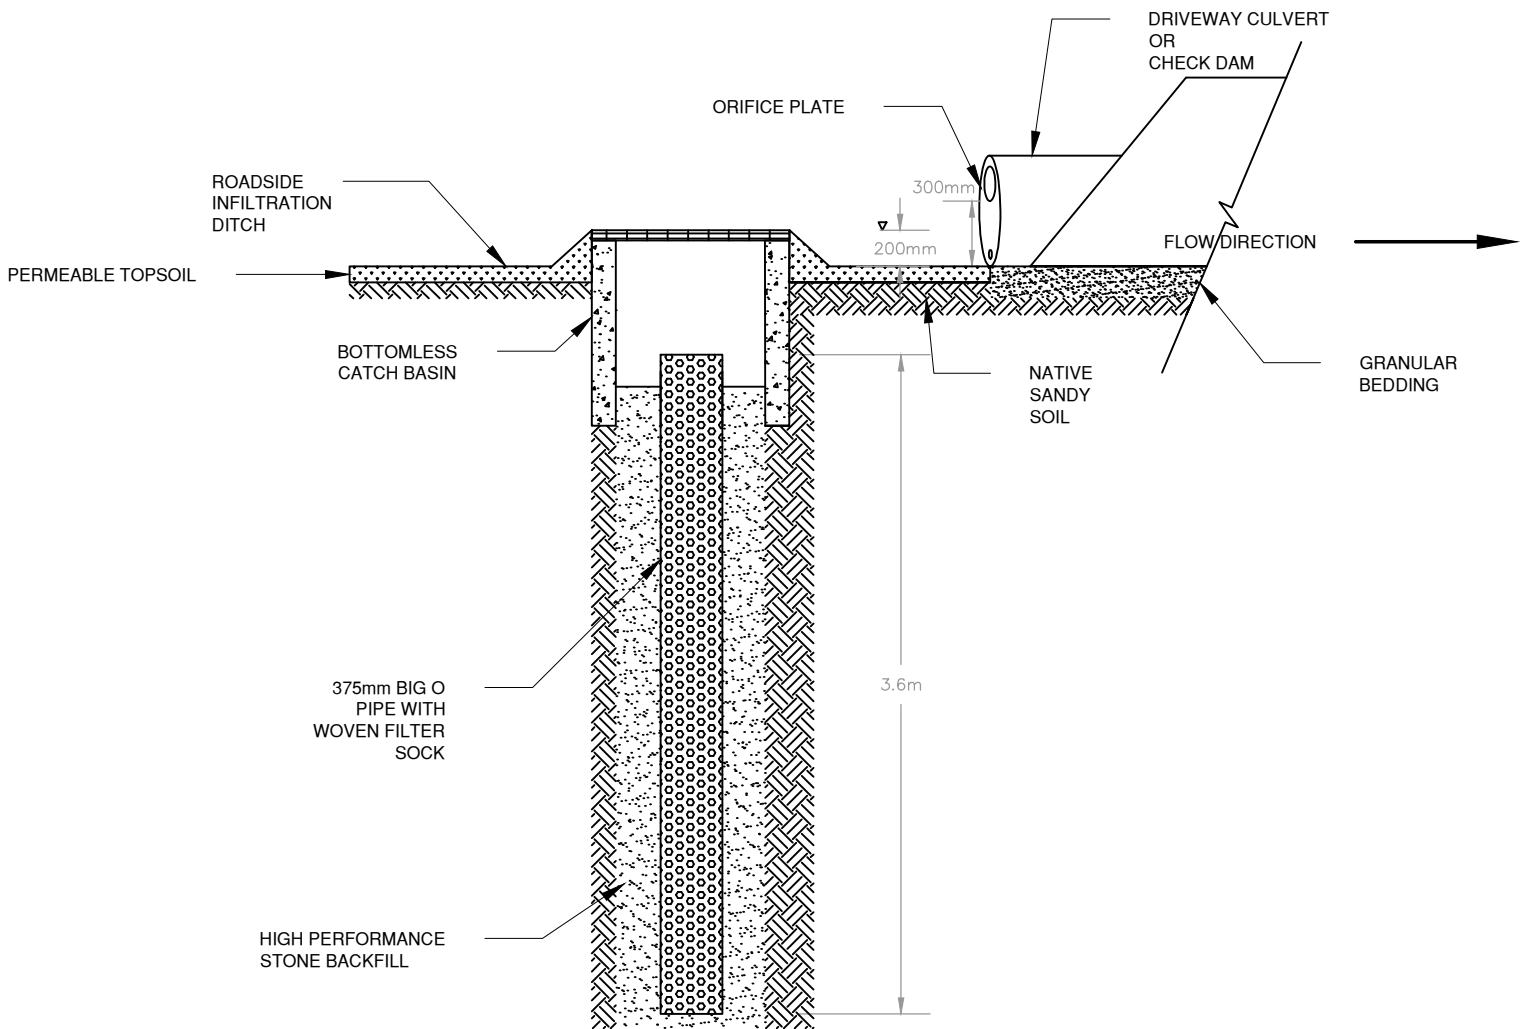 DRIVEWAY CULVERT
OR
CHECK DAM
ORIFICE PLATE
ROADSIDE
INFILTRATION
DITCH
300mm
200mm
FLOW DIRECTION
PERMEABLE TOPSOIL
BOTTOMLESS
CATCH BASIN
NATIVE
SANDY
SOIL
GRANULAR
BEDDING
375mm BIG O
PIPE WITH
WOVEN FILTER
SOCK
3.6m
HIGH PERFORMANCE
STONE BACKFILL